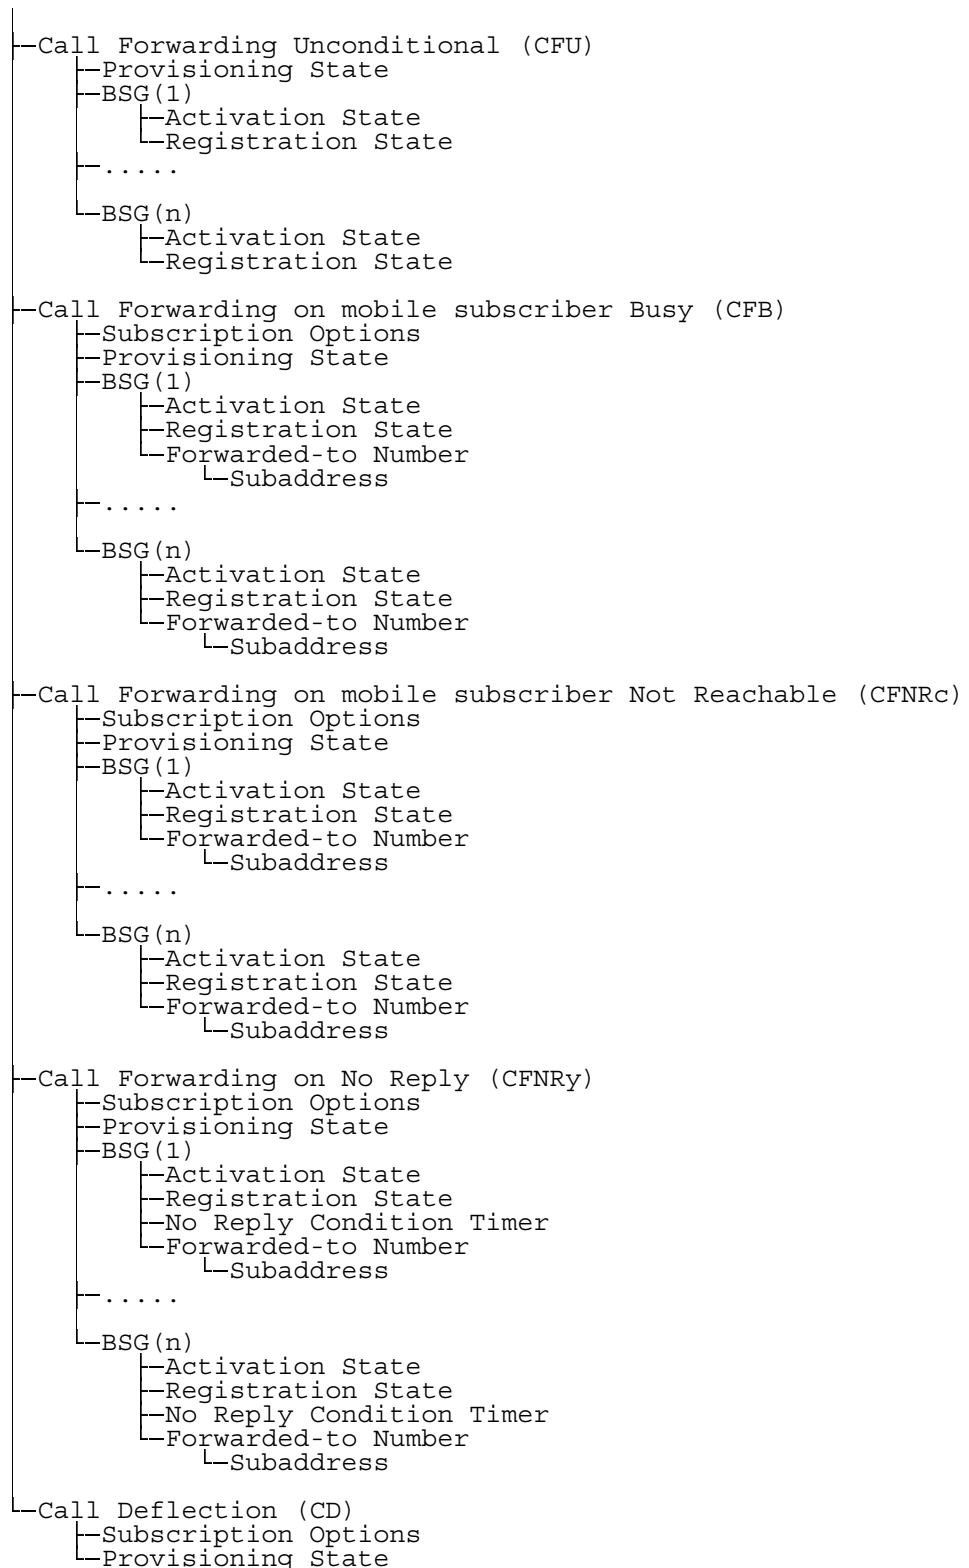 Call Forwarding Unconditional (CFU)
Provisioning State
BSG(1)
Activation State
Registration State
.....
BSG(n)
Activation State
Registration State
Call Forwarding on mobile subscriber Busy (CFB)
Subscription Options
Provisioning State
BSG(1)
Activation State
Registration State
Forwarded-to Number
Subaddress
.....
BSG(n)
Activation State
Registration State
Forwarded-to Number
Subaddress
Call Forwarding on mobile subscriber Not Reachable (CFNRc)
Subscription Options
Provisioning State
BSG(1)
Activation State
Registration State
Forwarded-to Number
Subaddress
.....
BSG(n)
Activation State
Registration State
Forwarded-to Number
Subaddress
Call Forwarding on No Reply (CFNRy)
Subscription Options
Provisioning State
BSG(1)
Activation State
Registration State
No Reply Condition Timer
Forwarded-to Number
Subaddress
.....
BSG(n)
Activation State
Registration State
No Reply Condition Timer
Forwarded-to Number
Subaddress
Call Deflection (CD)
Subscription Options
Provisioning State